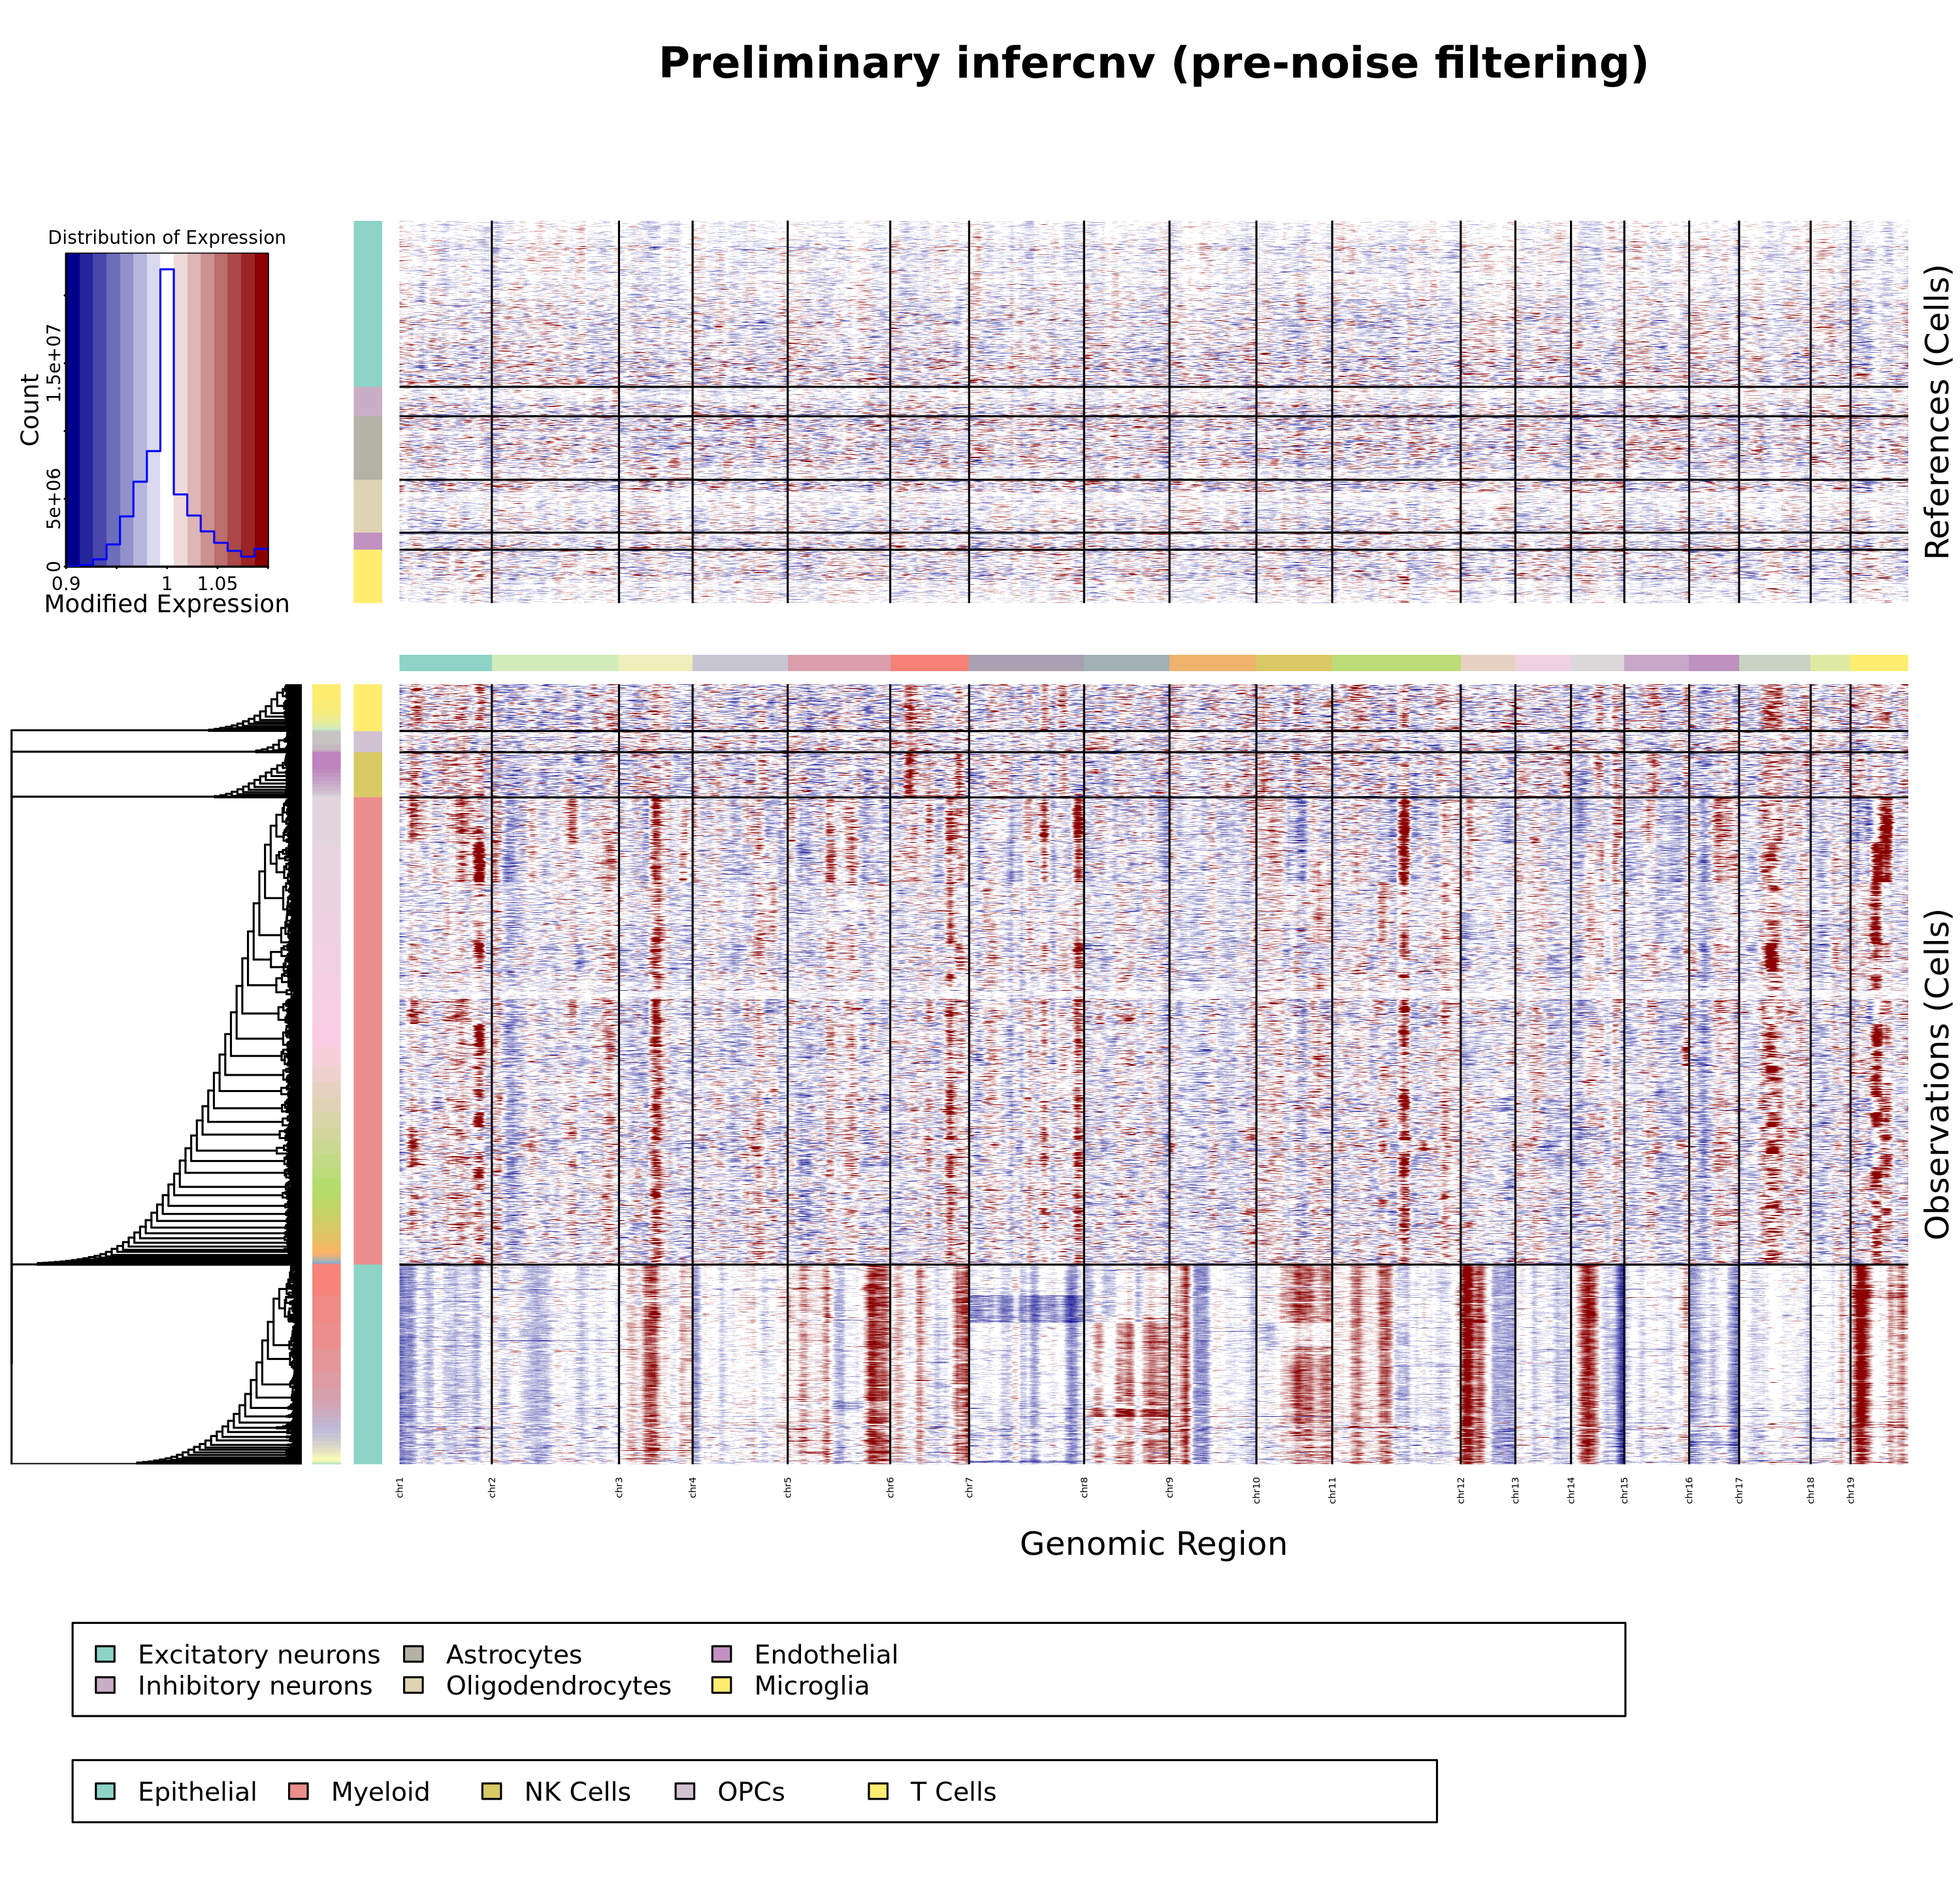 Preliminary infercnv (pre-noise filtering)
Distribution of Expression
Count
0
5e+06
1.5e+07
0.9
1
1.05
Modified Expression
References (Cells)
Observations (Cells)
chr1
chr2
chr3
chr4
chr5
chr6
chr7
chr8
chr9
chr10
chr11
chr12
chr13
chr14
chr15
chr16
chr17
chr18
chr19
Genomic Region
Excitatory neurons
Astrocytes
Endothelial
Inhibitory neurons
Oligodendrocytes
Microglia
Epithelial
Myeloid
NK Cells
OPCs
T Cells